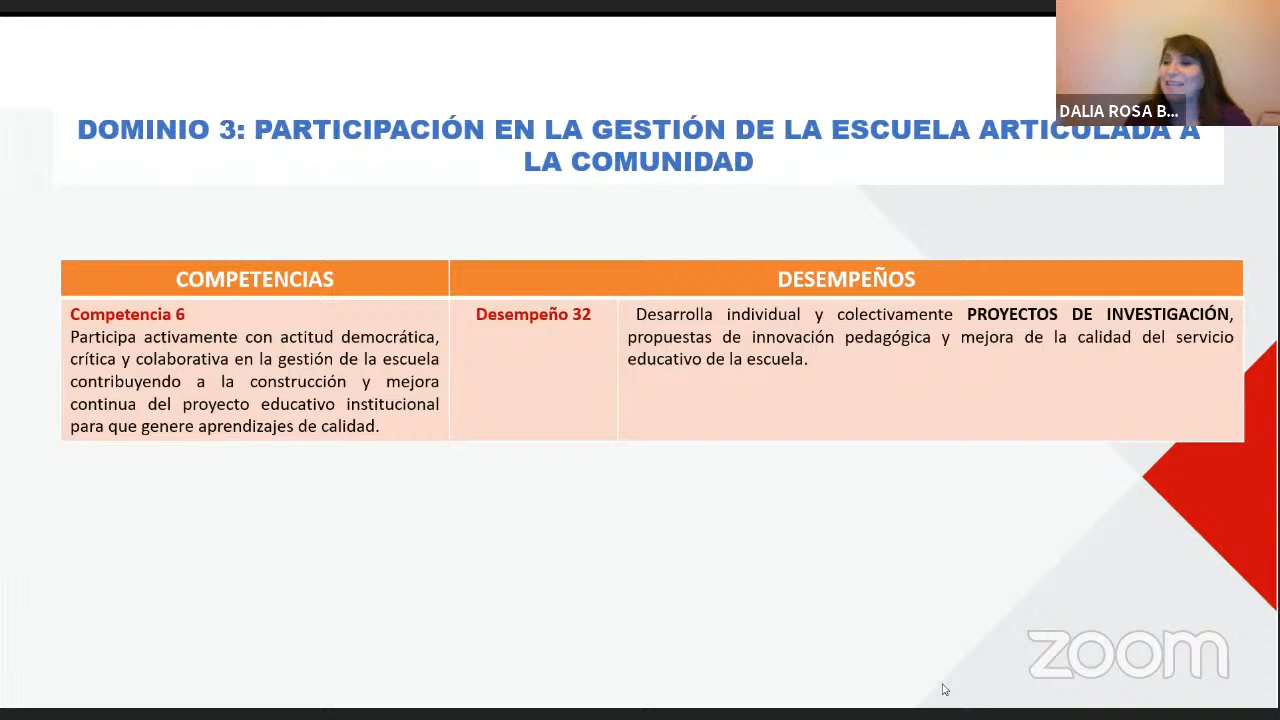 DALIA ROSA B...
DOMINIO 3: PARTICIPACIÓN EN LA GESTIÓN DE LA ESCUELA ARTICULADA A
LA COMUNIDAD
COMPETENCIAS
DESEMPEÑOS
Competencia 6
Participa activamente con actitud democrática,
crítica y colaborativa en la gestión de la escuela
contribuyendo a la construcción y mejora
continua del proyecto educativo institucional
para que genere aprendizajes de calidad.
Desempeño 32
Desarrolla individual y colectivamente PROYECTOS DE INVESTIGACIÓN,
propuestas de innovación pedagógica y mejora de la calidad del servicio
educativo de la escuela.
zoom